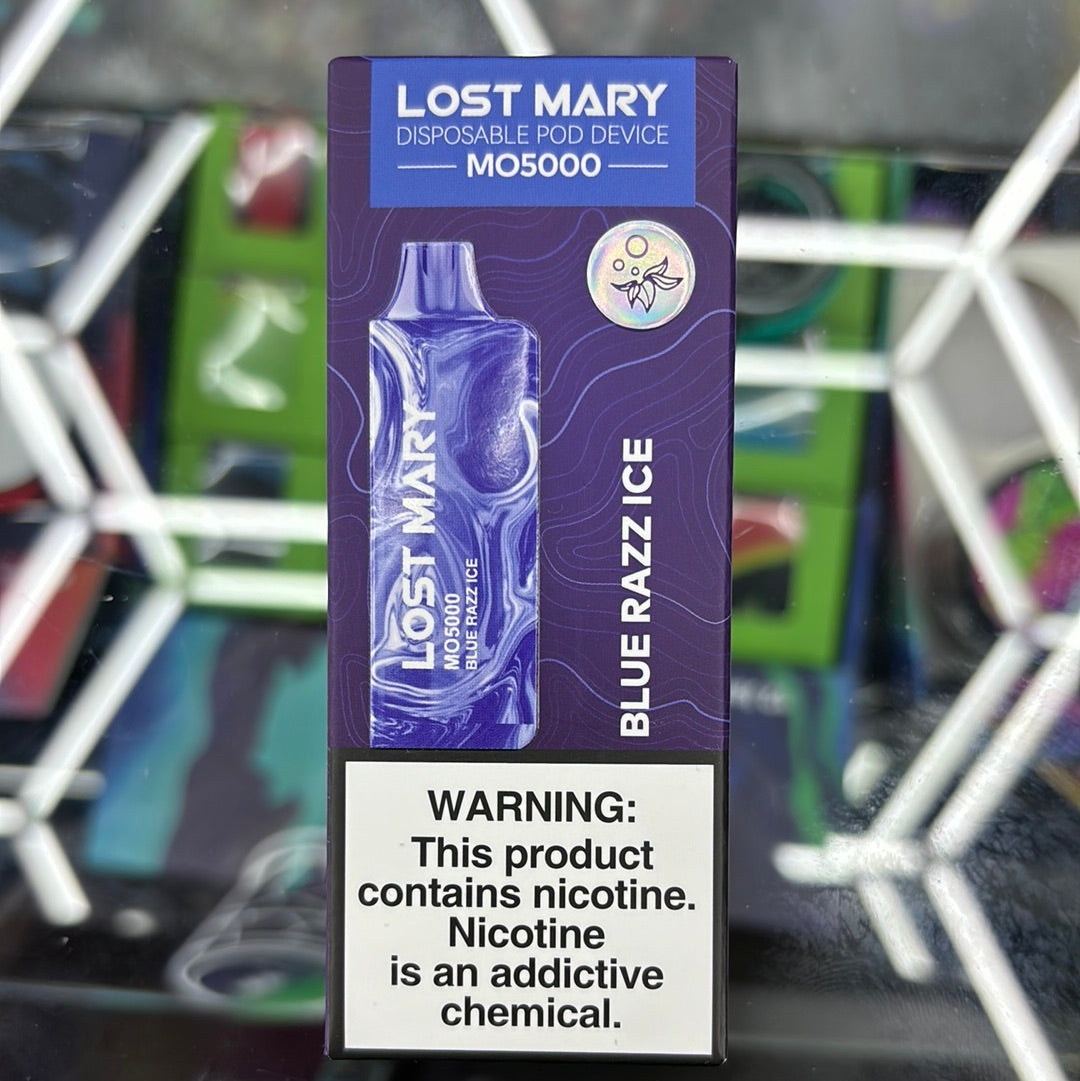 LOST MARY
DISPOSABLE POD DEVICE
MO5000
LOST MARY
MO5000
BLUE RAZZ ICE
BLUE RAZZ ICE
WARNING:
This product
contains nicotine.
Nicotine
is an addictive
chemical.